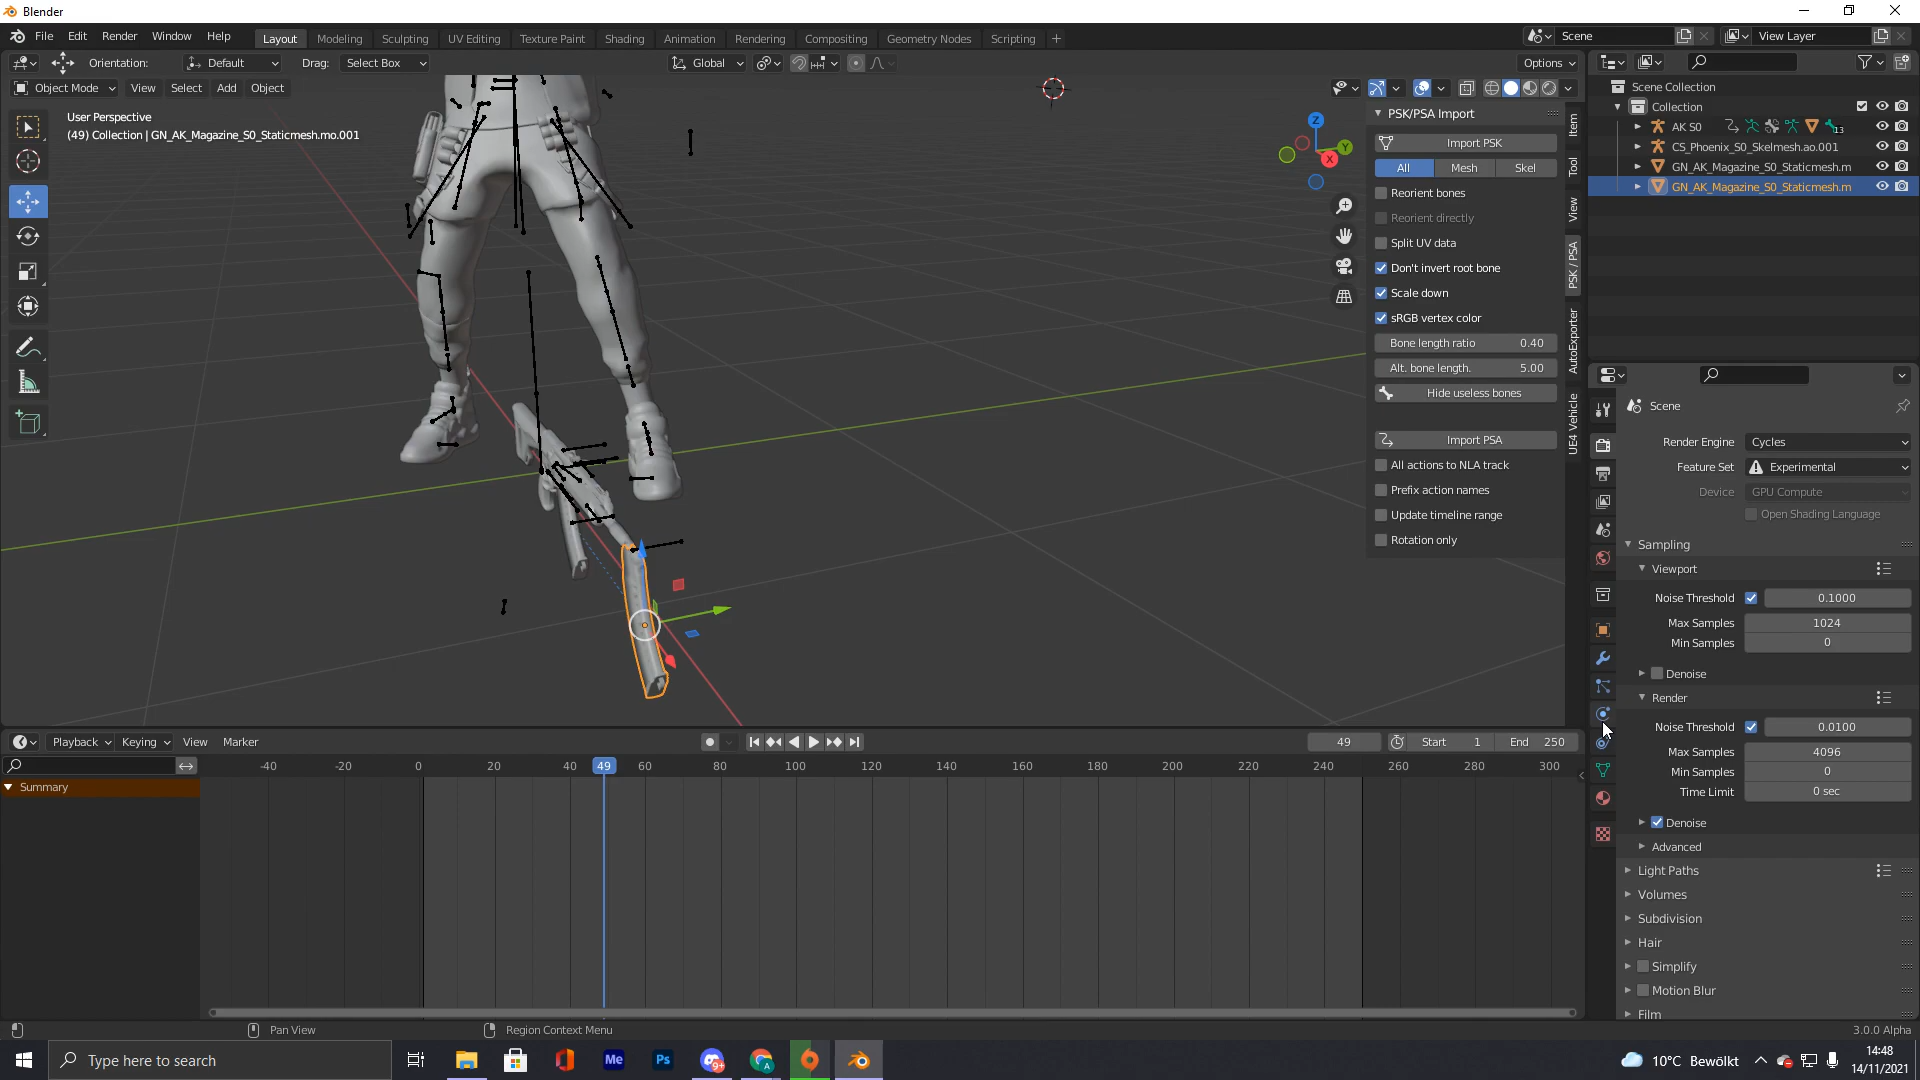 Blender
File Edit Render Window Help Layout Modeling Sculpting UV Editing Texture Paint Shading Animation Rendering Compositing Geometry Nodes Scripting + Scene View Layer
Orientation: Default Drag: Select Box Global Options
Object Mode View Select Add Object
User Perspective
(49) Collection | GN_AK_Magazine_S0_Staticmesh.mo.001
Z
Y
X
PSK/PSA Import
Import PSK
All Mesh Skel
Reorient bones
Reorient directly
Split UV data
Don't invert root bone
Scale down
sRGB vertex color
Bone length ratio 0.40
Alt. bone length. 5.00
Hide useless bones
Import PSA
All actions to NLA track
Prefix action names
Update timeline range
Rotation only
Item
Tool
View
PSK / PSA
AutoExporter
UE4 Vehicle
Scene Collection
Collection
AK S0 13
CS_Phoenix_S0_Skelmesh.ao.001
GN_AK_Magazine_S0_Staticmesh.m
GN_AK_Magazine_S0_Staticmesh.m
Scene
Render Engine Cycles
Feature Set Experimental
Device GPU Compute
Open Shading Language
Sampling
Viewport
Noise Threshold 0.1000
Max Samples 1024
Min Samples 0
Denoise
Render
Noise Threshold 0.0100
Max Samples 4096
Min Samples 0
Time Limit 0 sec
Denoise
Advanced
Light Paths
Volumes
Subdivision
Hair
Simplify
Motion Blur
Film
Playback Keying View Marker 49 Start 1 End 250
-40 -20 0 20 40 49 60 80 100 120 140 160 180 200 220 240 260 280 300
Summary
Pan View Region Context Menu 3.0.0 Alpha
Type here to search Me Ps 9+ A 10°C Bewölkt 14:48
14/11/2021